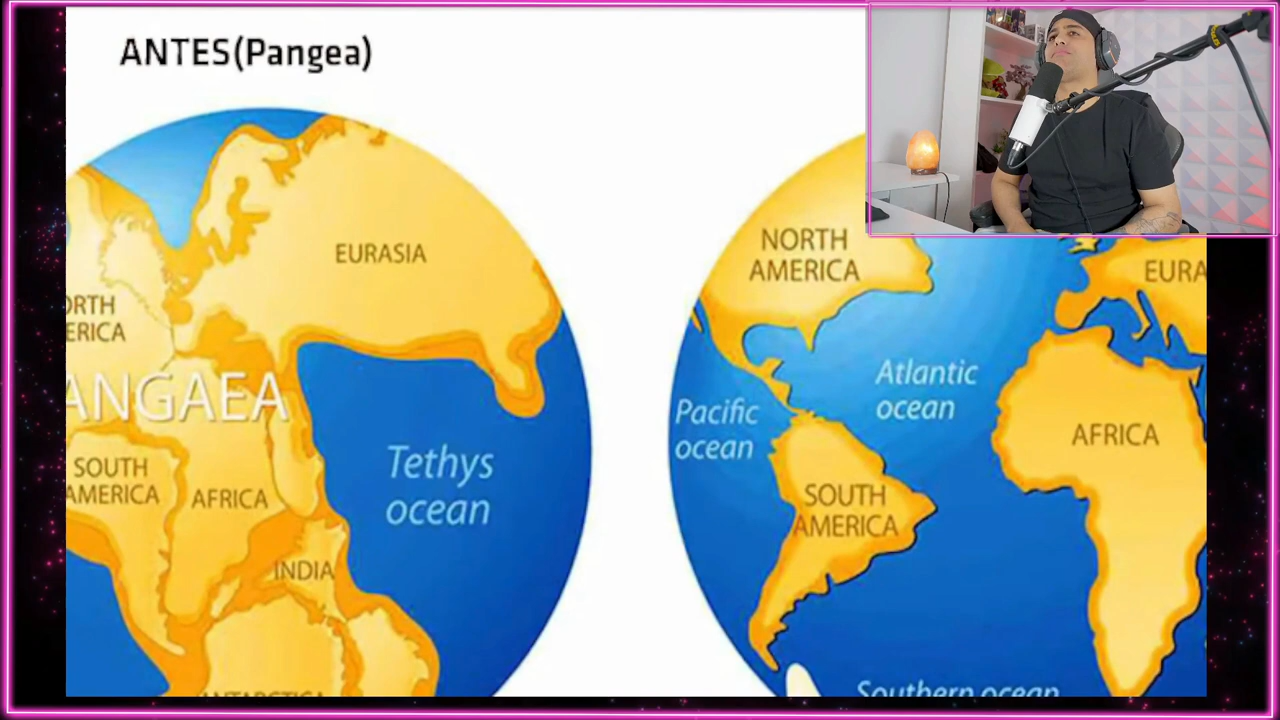 ANTES(Pangea)
EURASIA
ORTH
ERICA
ANGAEA
SOUTH
AMERICA
AFRICA
Tethys
ocean
INDIA
ANTARCTICA
NORTH
AMERICA
EURA
Atlantic
ocean
Pacific
ocean
AFRICA
SOUTH
AMERICA
Southern ocean